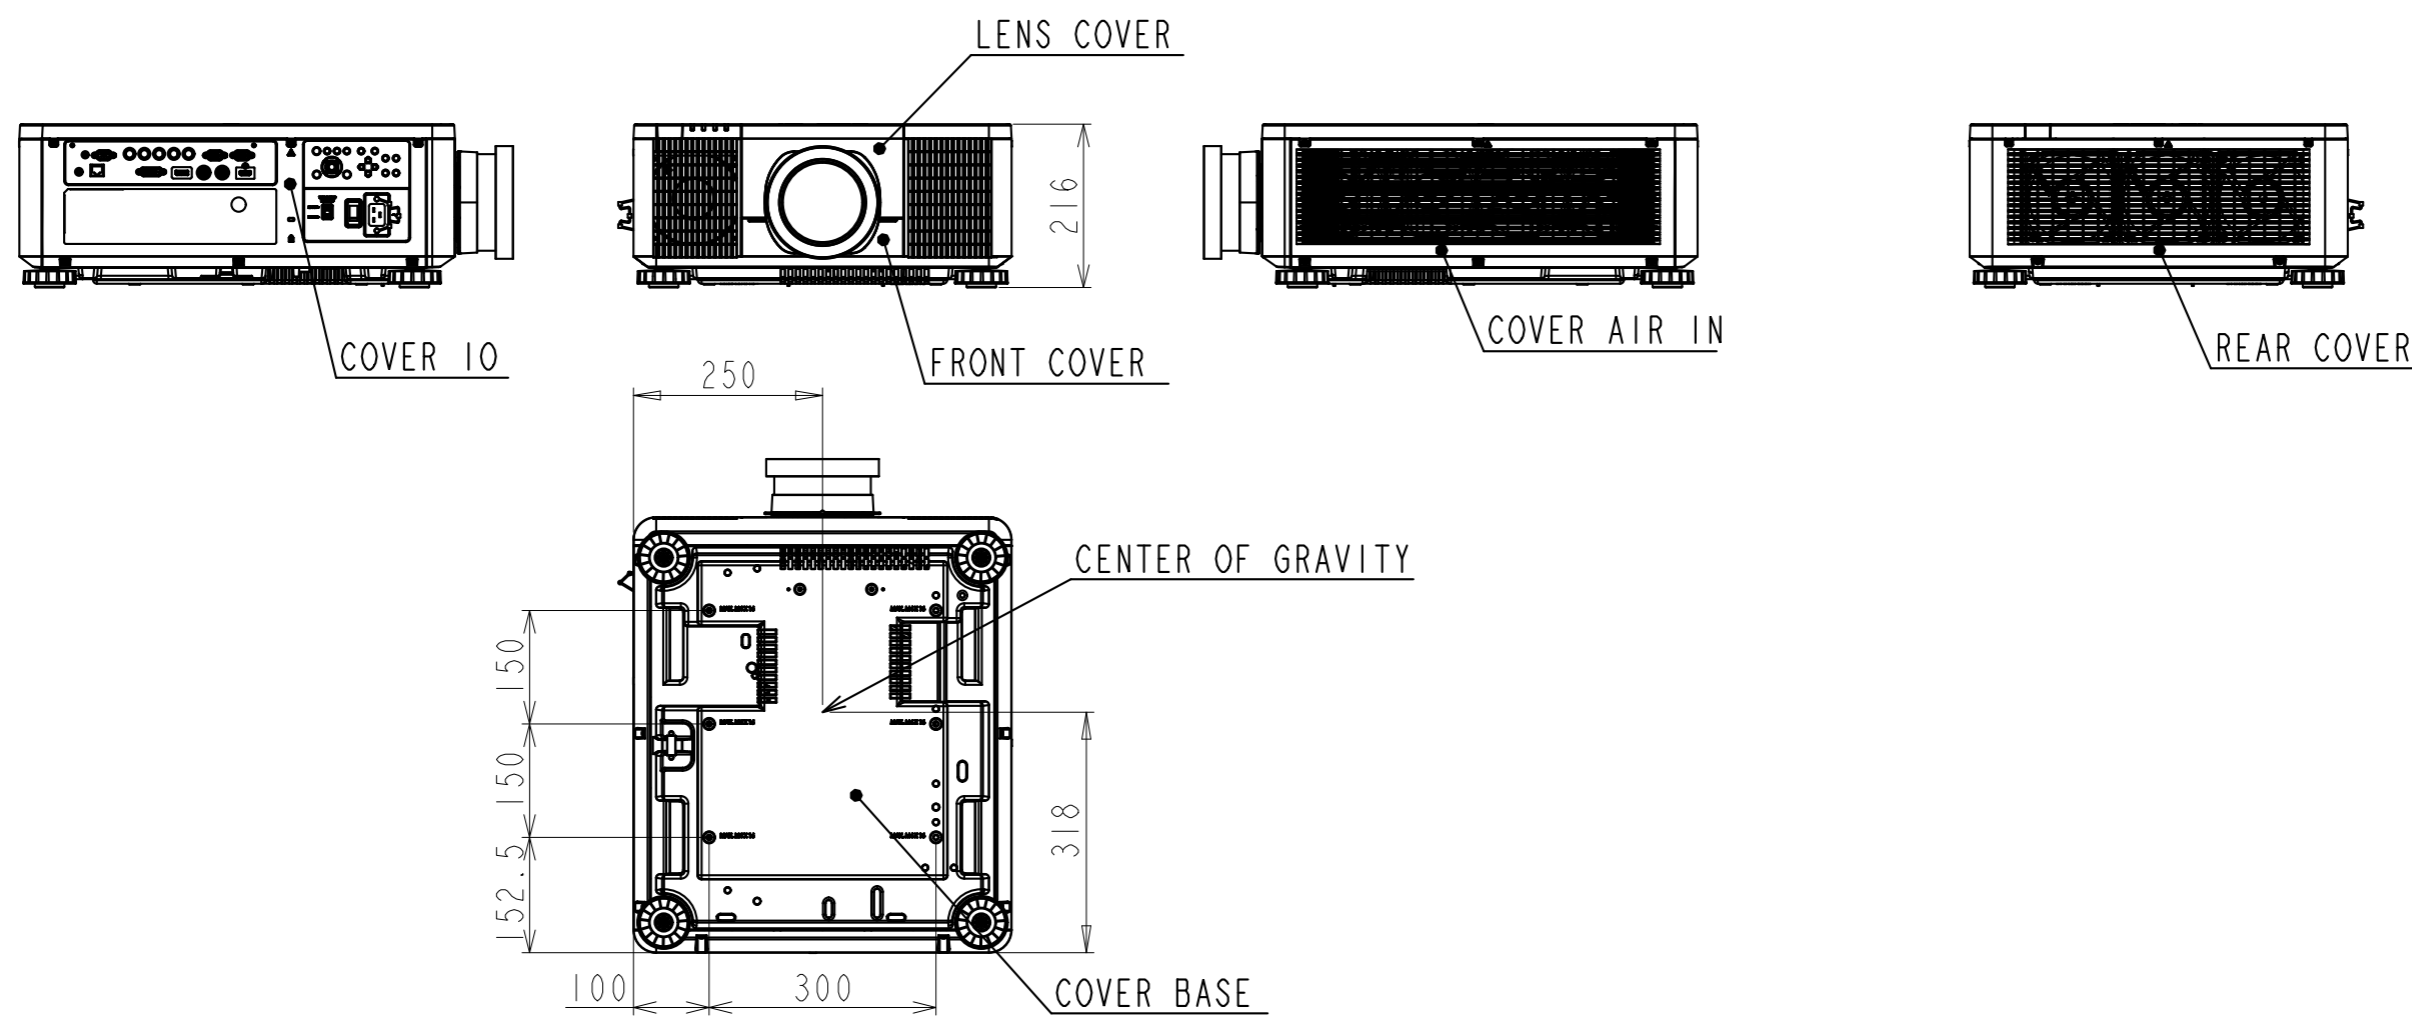 LENS COVER
216
COVER IO
FRONT COVER
COVER AIR IN
REAR COVER
250
CENTER OF GRAVITY
150
150
152.5
318
100
300
COVER BASE